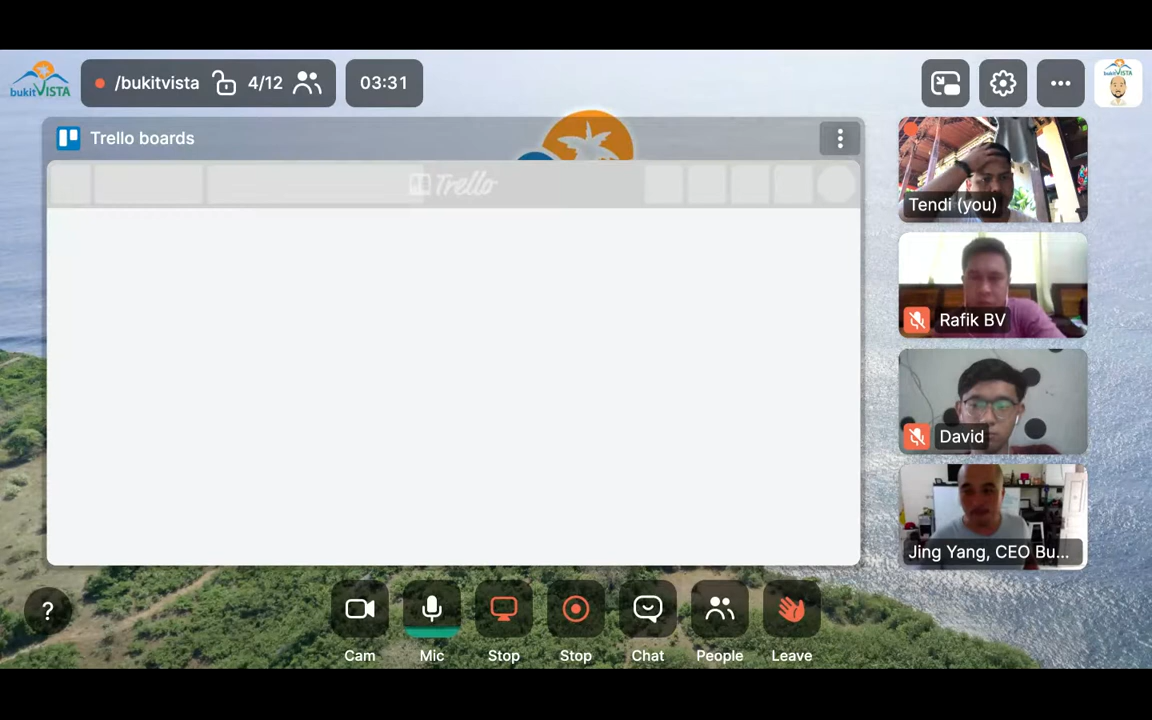 bukitVISTA
/bukitvista
4/12
03:31
bukitVISTA
Trello boards
Trello
Tendi (you)
Rafik BV
David
Jing Yang, CEO Bu...
?
Cam
Mic
Stop
Stop
Chat
People
Leave